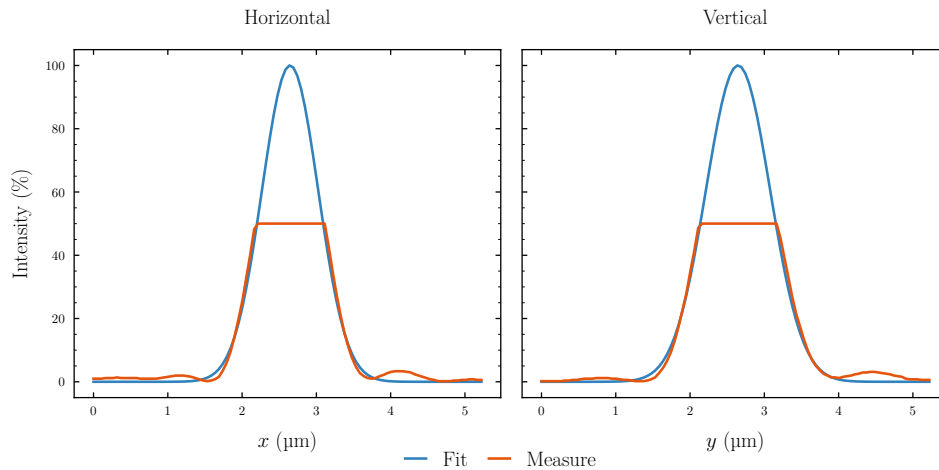 Horizontal
Vertical
Intensity (%)
100
80
60
40
20
0
0 1 2 3 4 5
0 1 2 3 4 5
x (µm)
y (µm)
Fit
Measure